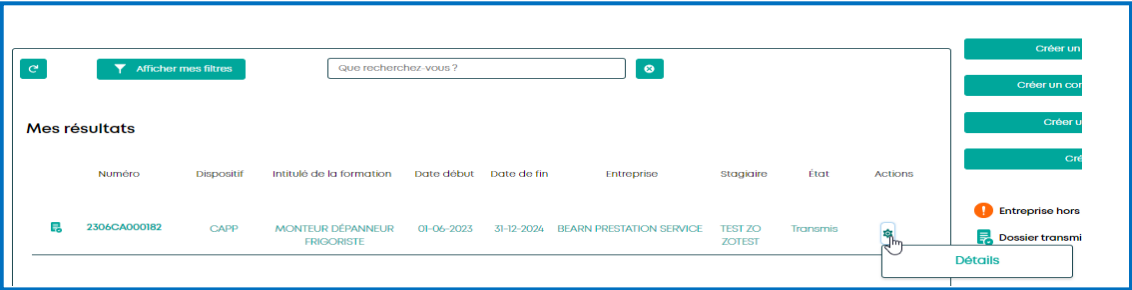 Créer un
Afficher mes filtres
Que recherchez-vous ?
Créer un cor
Créer u
Mes résultats
Cré
Numéro Dispositif Intitulé de la formation Date début Date de fin Entreprise Stagiaire État Actions
Entreprise hors
2306CA000182 CAPP MONTEUR DÉPANNEUR FRIGORISTE 01-06-2023 31-12-2024 BEARN PRESTATION SERVICE TEST ZO ZOTEST Transmis
Dossier transmi
Détails